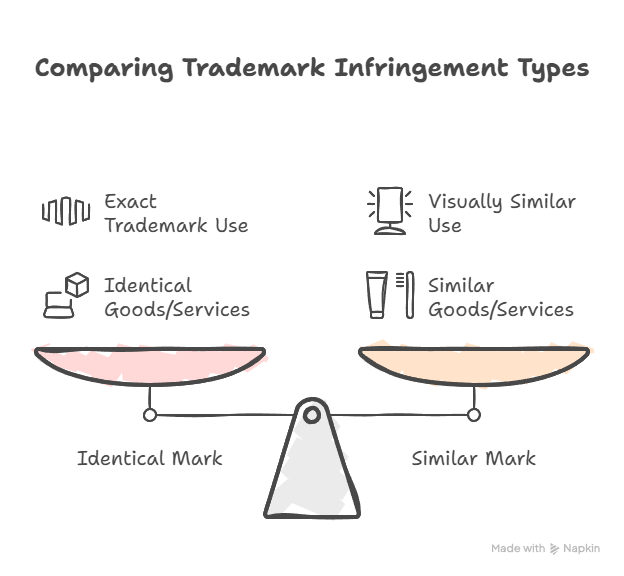 Comparing Trademark Infringement Types
Exact
Trademark Use
Identical
Goods/Services
Visually Similar
Use
Similar
Goods/Services
Identical Mark
Similar Mark
Made with Napkin